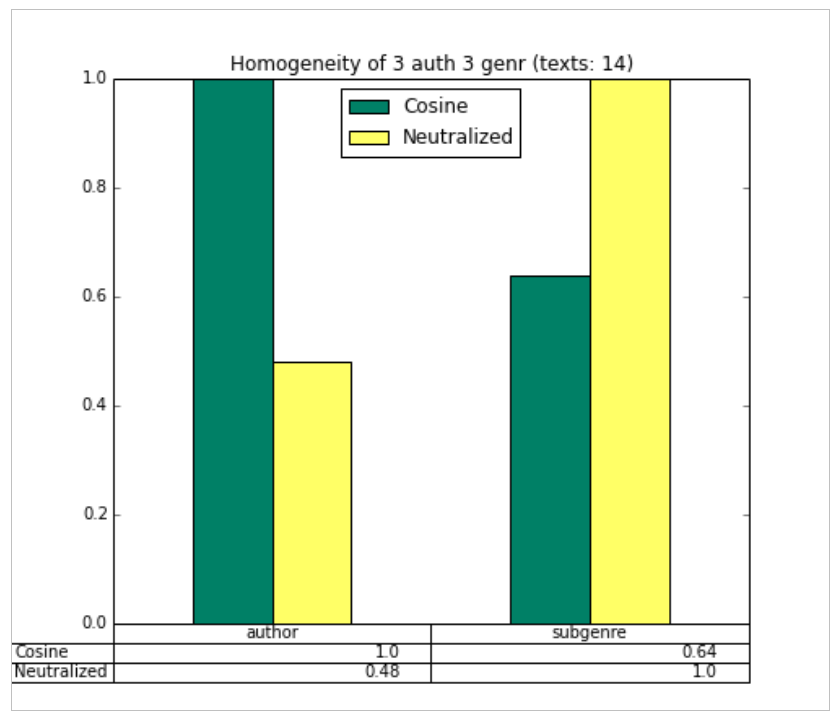 Homogeneity of 3 auth 3 genr (texts: 14)
1.0
Cosine
Neutralized
0.8
0.6
0.4
0.2
0.0
author subgenre
Cosine 1.0 0.64
Neutralized 0.48 1.0